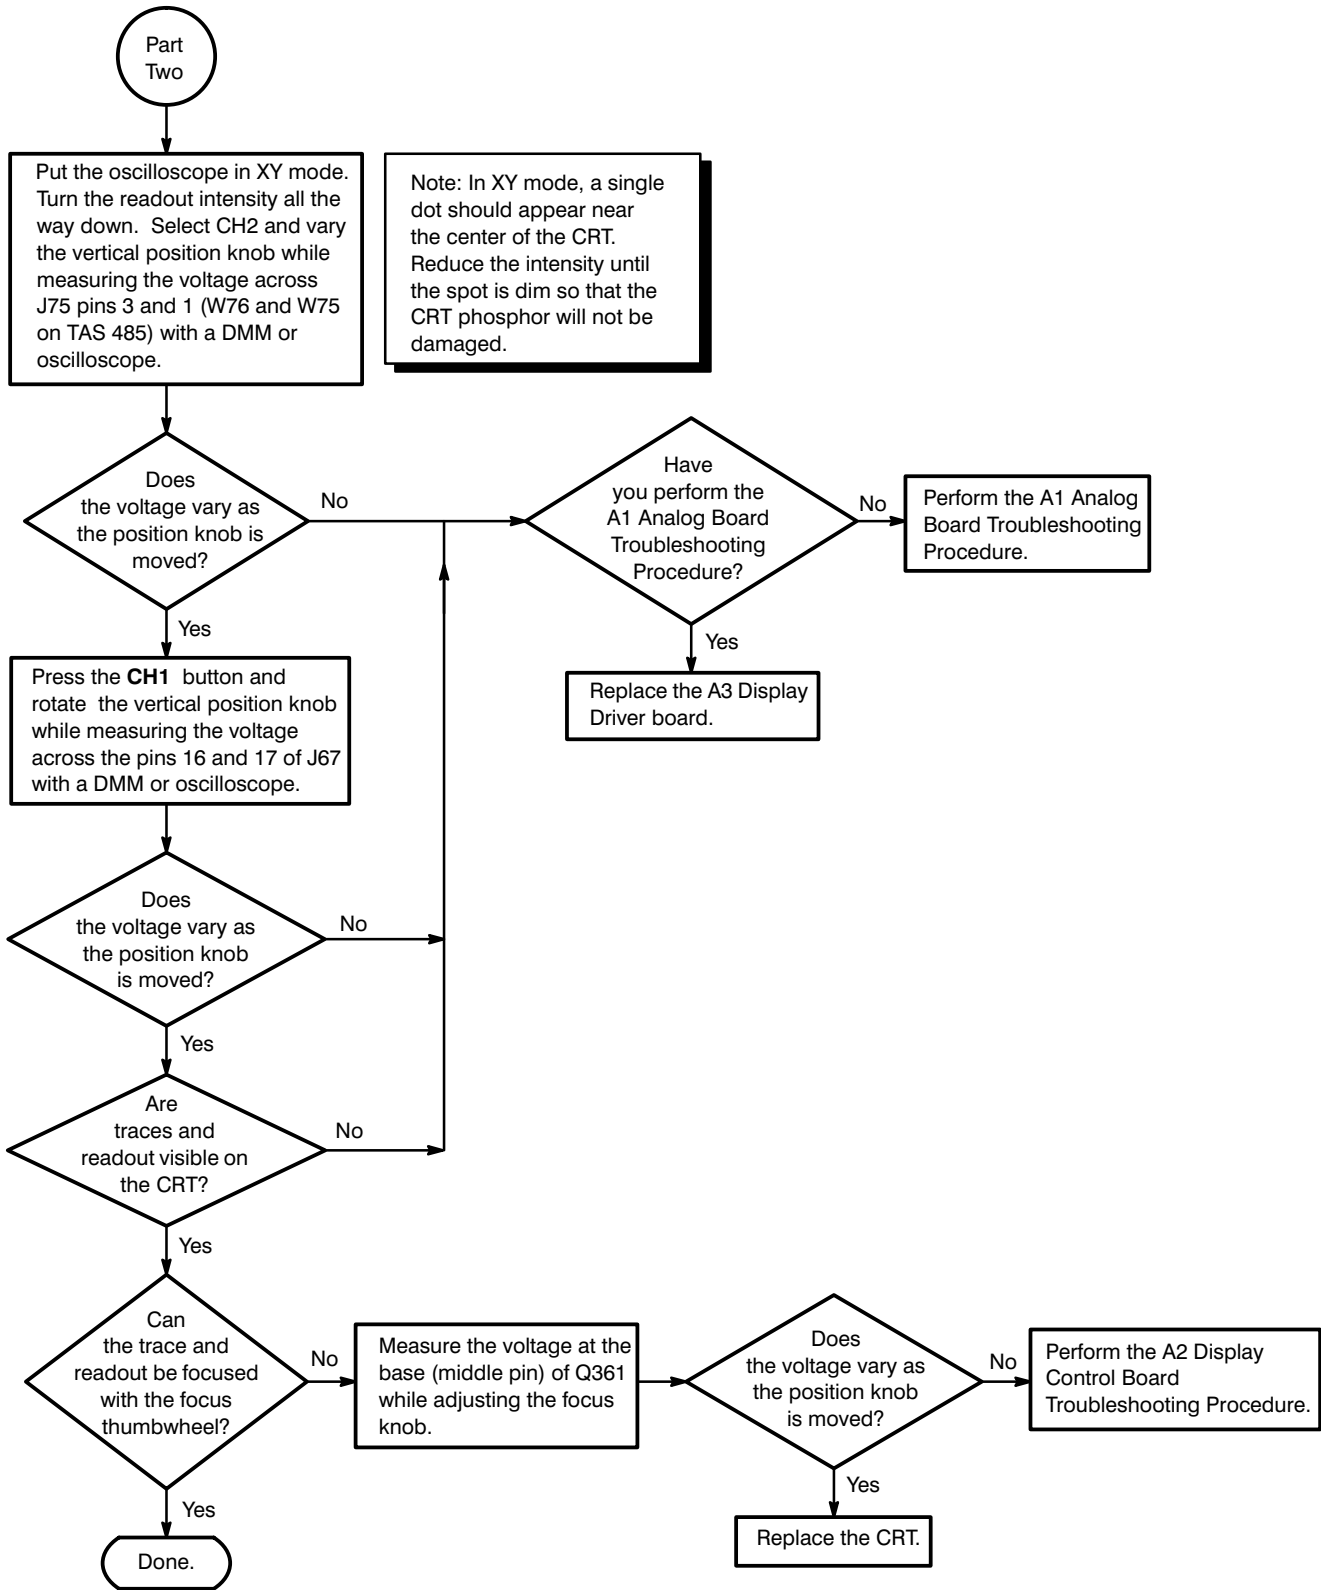 Part
Two
Put the oscilloscope in XY mode.
Turn the readout intensity all the
way down. Select CH2 and vary
the vertical position knob while
measuring the voltage across
J75 pins 3 and 1 (W76 and W75
on TAS 485) with a DMM or
oscilloscope.
Note: In XY mode, a single
dot should appear near
the center of the CRT.
Reduce the intensity until
the spot is dim so that the
CRT phosphor will not be
damaged.
Does
the voltage vary as
the position knob is
moved?
No
Have
you perform the
A1 Analog Board
Troubleshooting
Procedure?
No
Perform the A1 Analog
Board Troubleshooting
Procedure.
Yes
Yes
Replace the A3 Display
Driver board.
Press the CH1 button and
rotate the vertical position knob
while measuring the voltage
across the pins 16 and 17 of J67
with a DMM or oscilloscope.
Does
the voltage vary as
the position knob
is moved?
No
Yes
Are
traces and
readout visible on
the CRT?
No
Yes
Can
the trace and
readout be focused
with the focus
thumbwheel?
No
Measure the voltage at the
base (middle pin) of Q361
while adjusting the focus
knob.
Does
the voltage vary as
the position knob
is moved?
No
Perform the A2 Display
Control Board
Troubleshooting Procedure.
Yes
Replace the CRT.
Yes
Done.